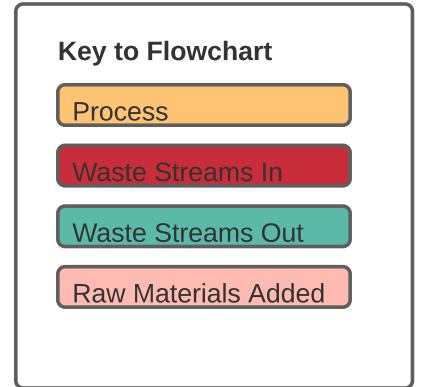 Key to Flowchart
Process
Waste Streams In
Waste Streams Out
Raw Materials Added